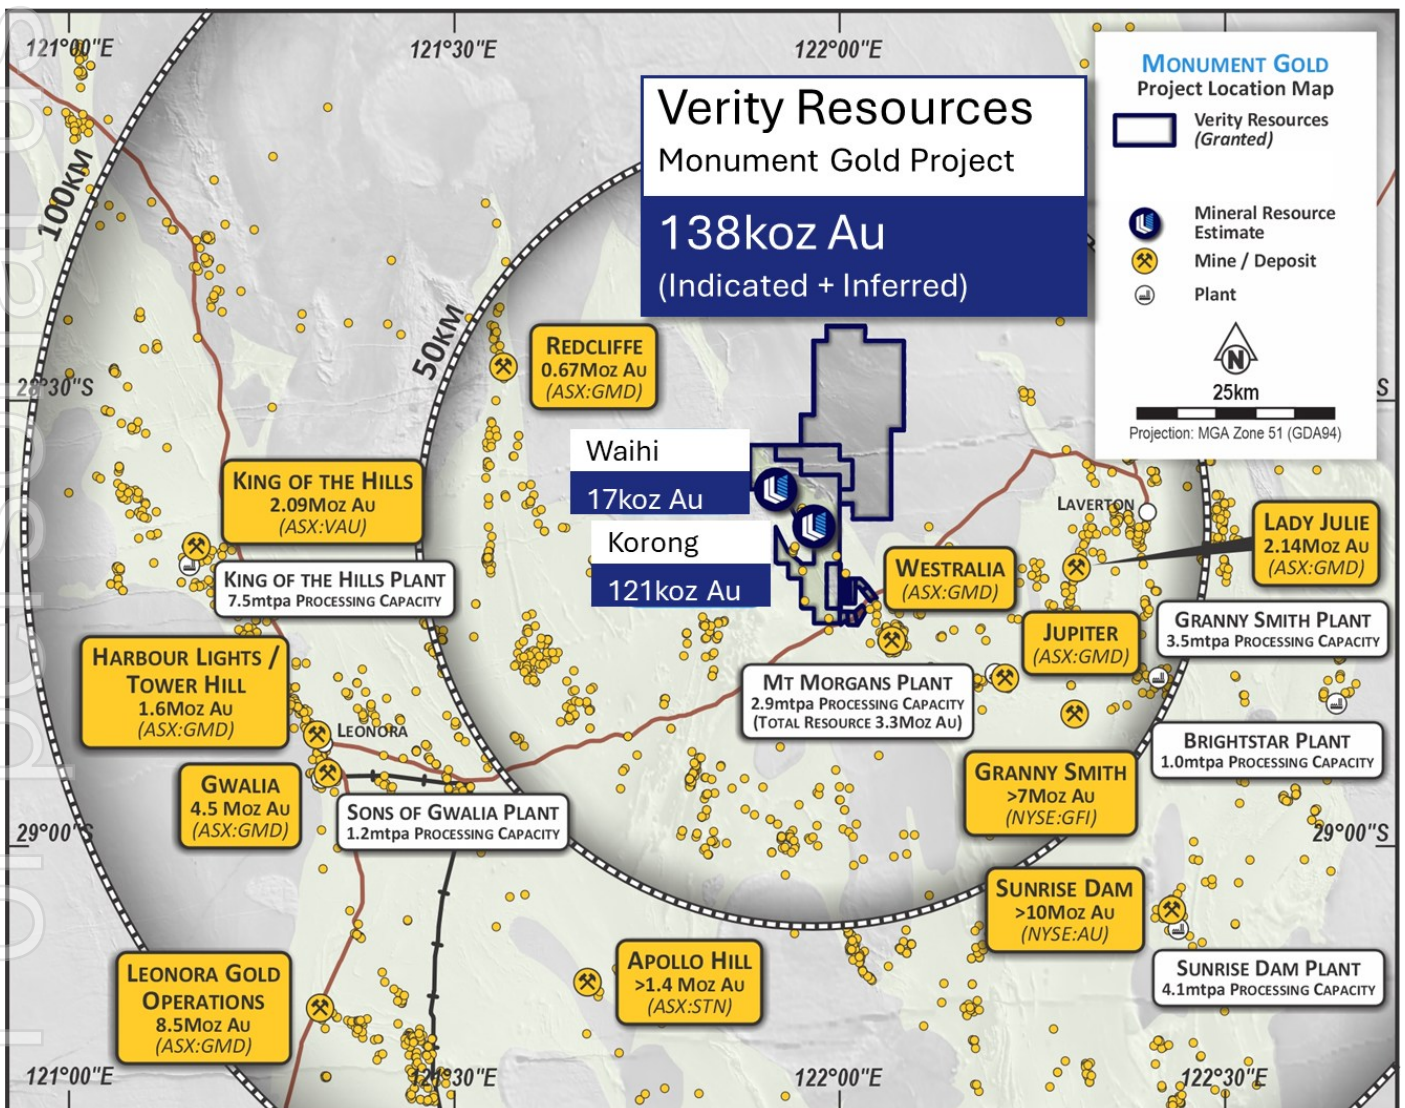 121°00"E
121°30"E
122°00"E
MONUMENT GOLD
Project Location Map
Verity Resources
(Granted)
Mineral Resource
Estimate
Mine / Deposit
Plant
N
25km
Projection: MGA Zone 51 (GDA94)
Verity Resources
Monument Gold Project
138koz Au
(Indicated + Inferred)
100KM
50KM
REDCLIFFE
0.67MOZ AU
(ASX:GMD)
28°30"S
S
Waihi
17koz Au
Korong
121koz Au
KING OF THE HILLS
2.09MOZ AU
(ASX:VAU)
KING OF THE HILLS PLANT
7.5mtpa PROCESSING CAPACITY
LAVERTON
LADY JULIE
2.14MOZ AU
(ASX:GMD)
WESTRALIA
(ASX:GMD)
JUPITER
(ASX:GMD)
GRANNY SMITH PLANT
3.5mtpa PROCESSING CAPACITY
HARBOUR LIGHTS /
TOWER HILL
1.6MOZ AU
(ASX:GMD)
LEONORA
MT MORGANS PLANT
2.9mtpa PROCESSING CAPACITY
(TOTAL RESOURCE 3.3MOZ AU)
BRIGHTSTAR PLANT
1.0mtpa PROCESSING CAPACITY
GWALIA
4.5 MOZ AU
(ASX:GMD)
SONS OF GWALIA PLANT
1.2mtpa PROCESSING CAPACITY
GRANNY SMITH
>7MOZ AU
(NYSE:GFI)
29°00"S
29°00"S
SUNRISE DAM
>10MOZ AU
(NYSE:AU)
SUNRISE DAM PLANT
4.1mtpa PROCESSING CAPACITY
LEONORA GOLD
OPERATIONS
8.5MOZ AU
(ASX:GMD)
APOLLO HILL
>1.4 MOZ AU
(ASX:STN)
121°00"E
121°30"E
122°00"E
122°30"E